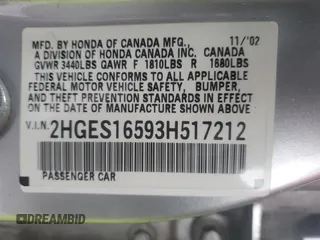 MFD. BY HONDA OF CANADA MFG., 11/'02
A DIVISION OF HONDA CANADA INC., CANADA
GVWR 3440LBS GAWR F 1810LBS R 1680LBS
THIS VEHICLE CONFORMS TO ALL APPLICABLE
FEDERAL MOTOR VEHICLE SAFETY, BUMPER,
AND THEFT PREVENTION STANDARDS IN
EFFECT ON THE DATE OF MANUFACTURE
SHOWN ABOVE.
V.I.N. 2HGES16593H517212
PASSENGER CAR
DREAMBID